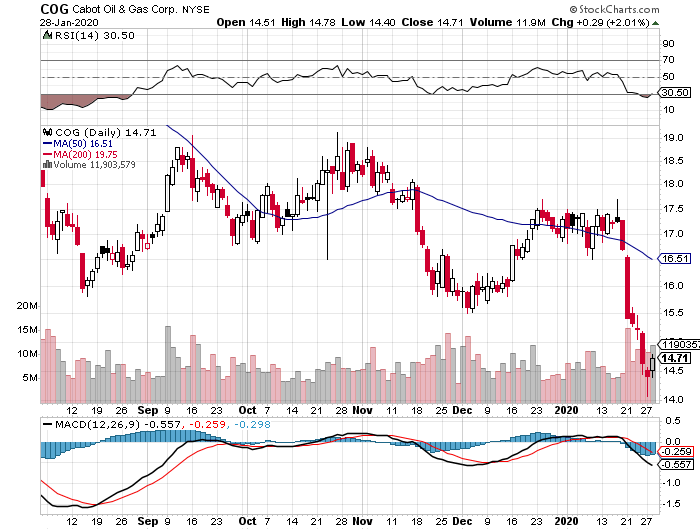 COG Cabot Oil & Gas Corp. NYSE © StockCharts.com
28-Jan-2020 Open 14.51 High 14.78 Low 14.40 Close 14.71 Volume 11.9M Chg +0.29 (+2.01%)
RSI(14) 30.50
90
70
50
30.50
10
COG (Daily) 14.71
MA(50) 16.51
MA(200) 19.75
Volume 11,903,579
19.0
18.5
18.0
17.5
17.0
16.51
16.0
15.5
20M
15M
1190357
10M
14.71
14.5
5M
14.0
12 19 26 Sep 9 16 23 Oct 7 14 21 28 Nov 11 18 25 Dec 9 16 23 2020 13 21 27
MACD(12,26,9) -0.557, -0.259, -0.298
0.5
0.0
-0.259
-0.557
-1.0
-1.5
12 19 26 Sep 9 16 23 Oct 7 14 21 28 Nov 11 18 25 Dec 9 16 23 2020 13 21 27